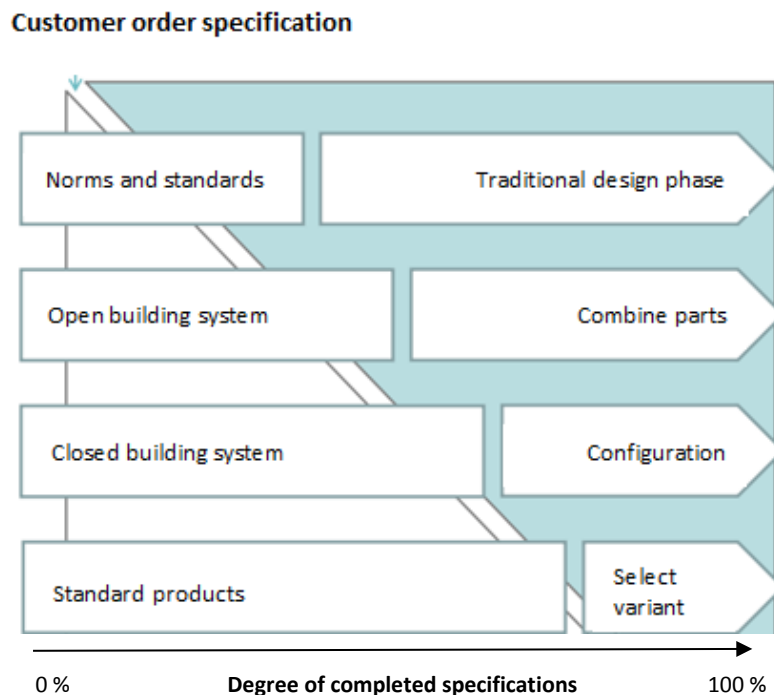 Customer order specification
Norms and standards
Traditional design phase
Open building system
Combine parts
Closed building system
Configuration
Standard products
Select
variant
0 %
Degree of completed specifications
100 %